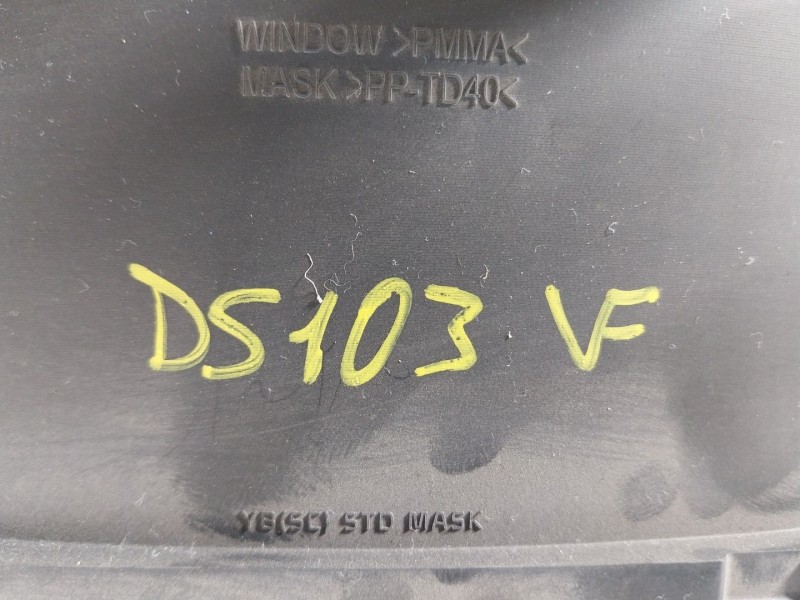 WINDOW >PMMA<
MASK >PP-TD40<
DS103 VF
YB(SC) STD MASK